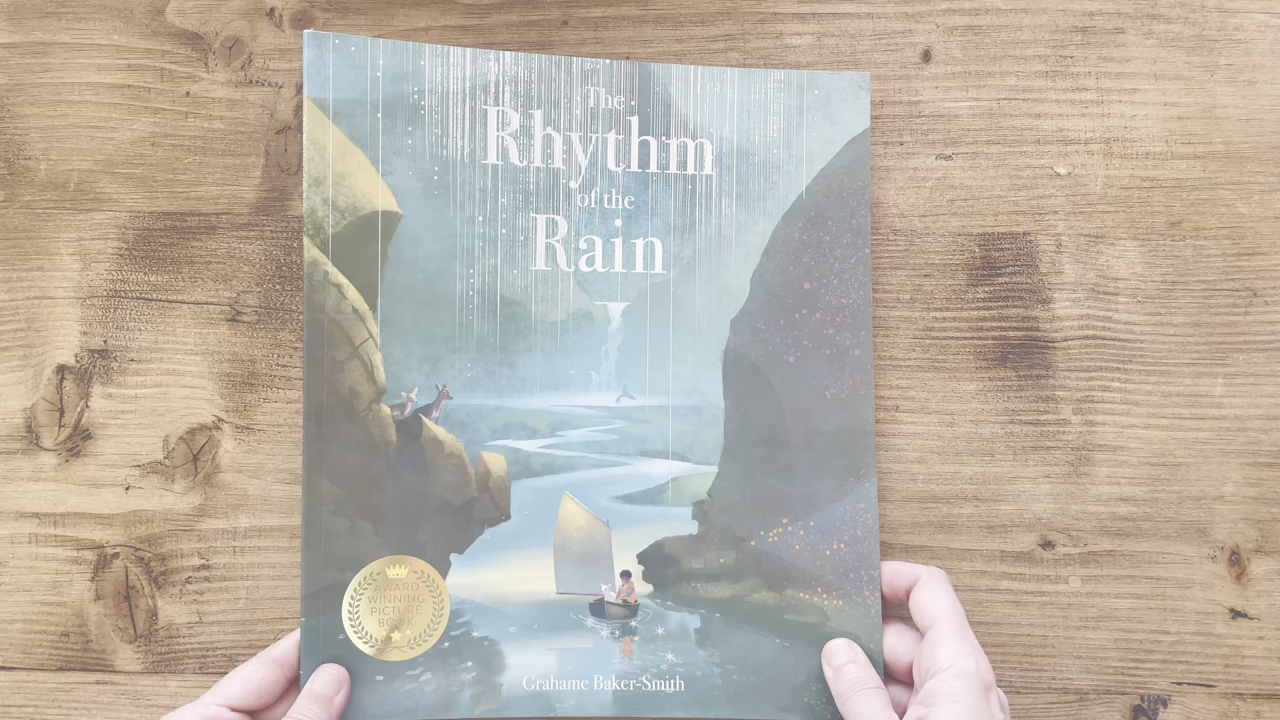 The
Rhythm
of the
Rain
AWARD
WINNING
PICTURE
BOOK
Grahame Baker-Smith